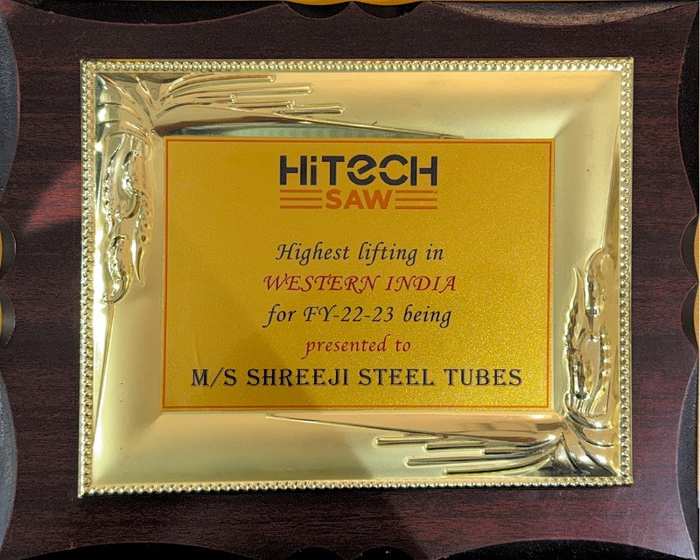 HiTECH
SAW
Highest lifting in
WESTERN INDIA
for FY-22-23 being
presented to
M/S SHREEJI STEEL TUBES